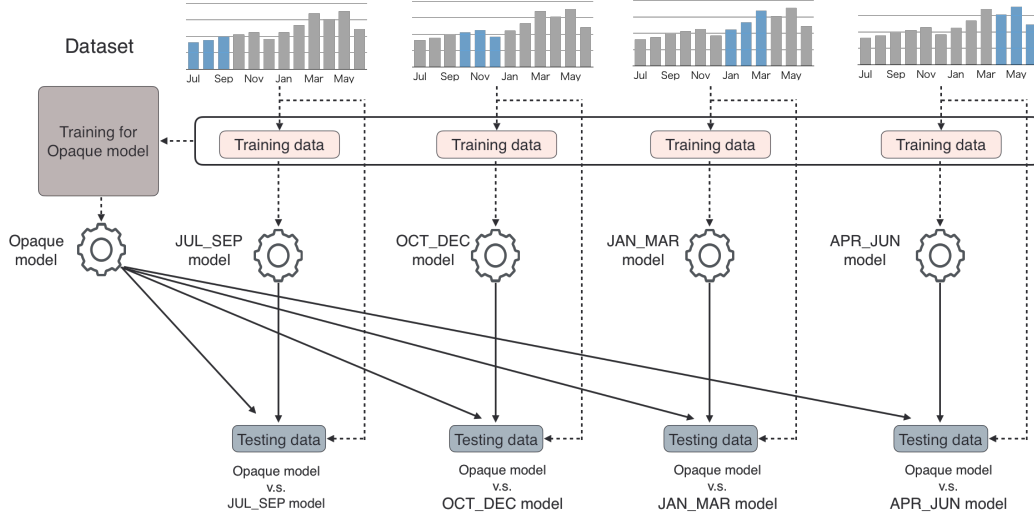 Dataset
Jul Sep Nov Jan Mar May
Jul Sep Nov Jan Mar May
Jul Sep Nov Jan Mar May
Jul Sep Nov Jan Mar May
Training for
Opaque model
Training data
Training data
Training data
Training data
Opaque
model
JUL_SEP
model
OCT_DEC
model
JAN_MAR
model
APR_JUN
model
Testing data
Testing data
Testing data
Testing data
Opaque model
v.s.
JUL_SEP model
Opaque model
v.s.
OCT_DEC model
Opaque model
v.s.
JAN_MAR model
Opaque model
v.s.
APR_JUN model